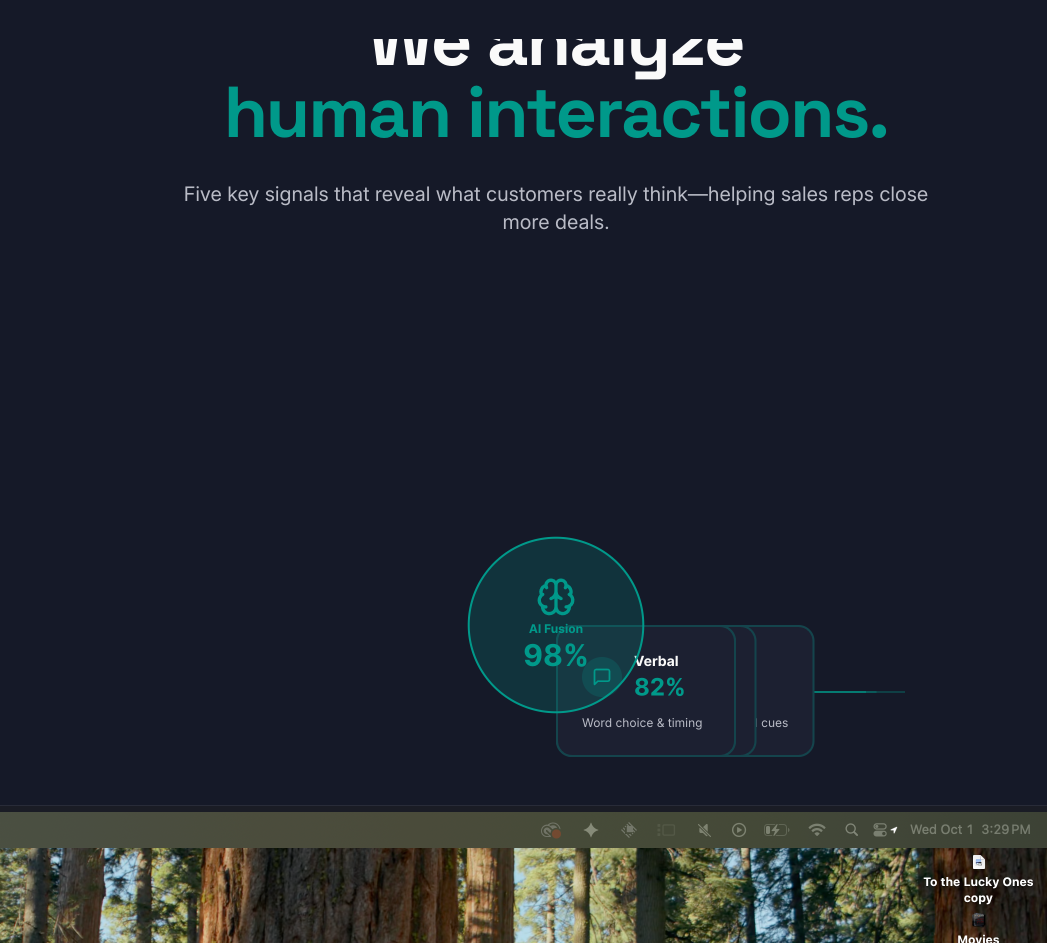 We analyze
human interactions.
Five key signals that reveal what customers really think—helping sales reps close
more deals.
AI Fusion
98%
Verbal
82%
Word choice & timing
cues
Wed Oct 1 3:29 PM
To the Lucky Ones
copy
Movies